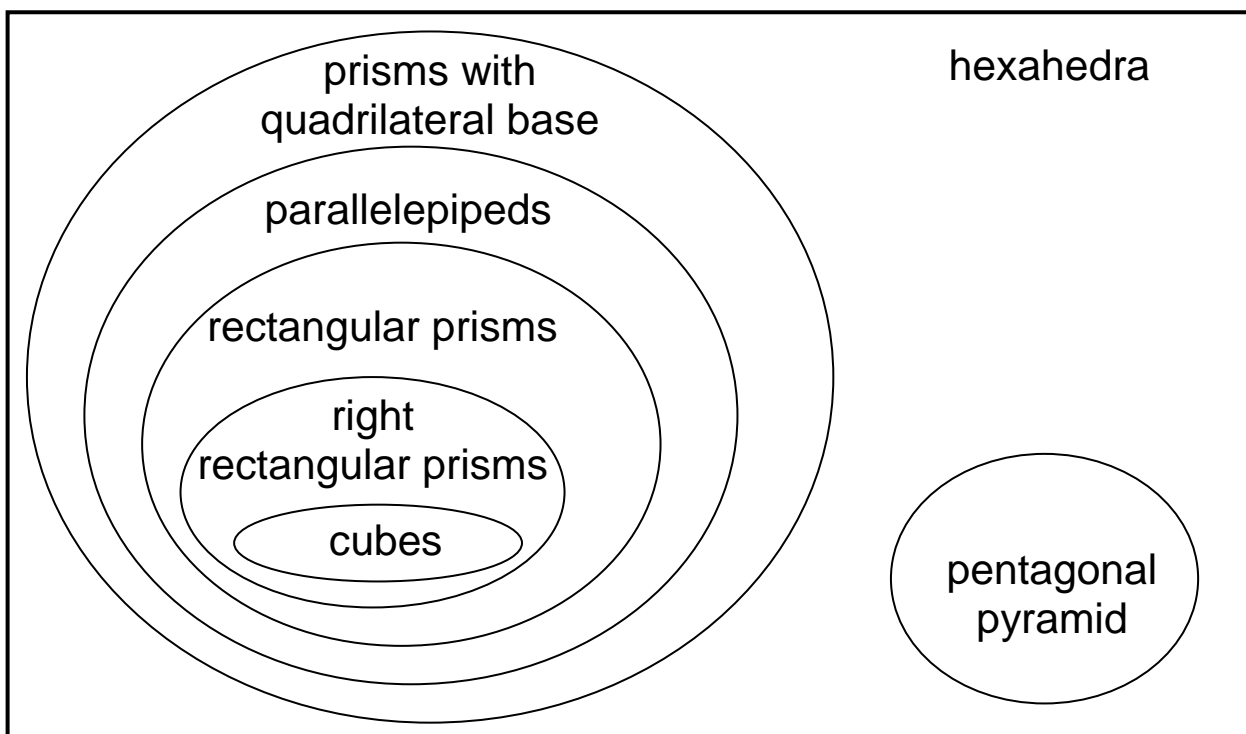 prisms with
quadrilateral base
hexahedra
parallelepipeds
rectangular prisms
right
rectangular prisms
cubes
pentagonal
pyramid